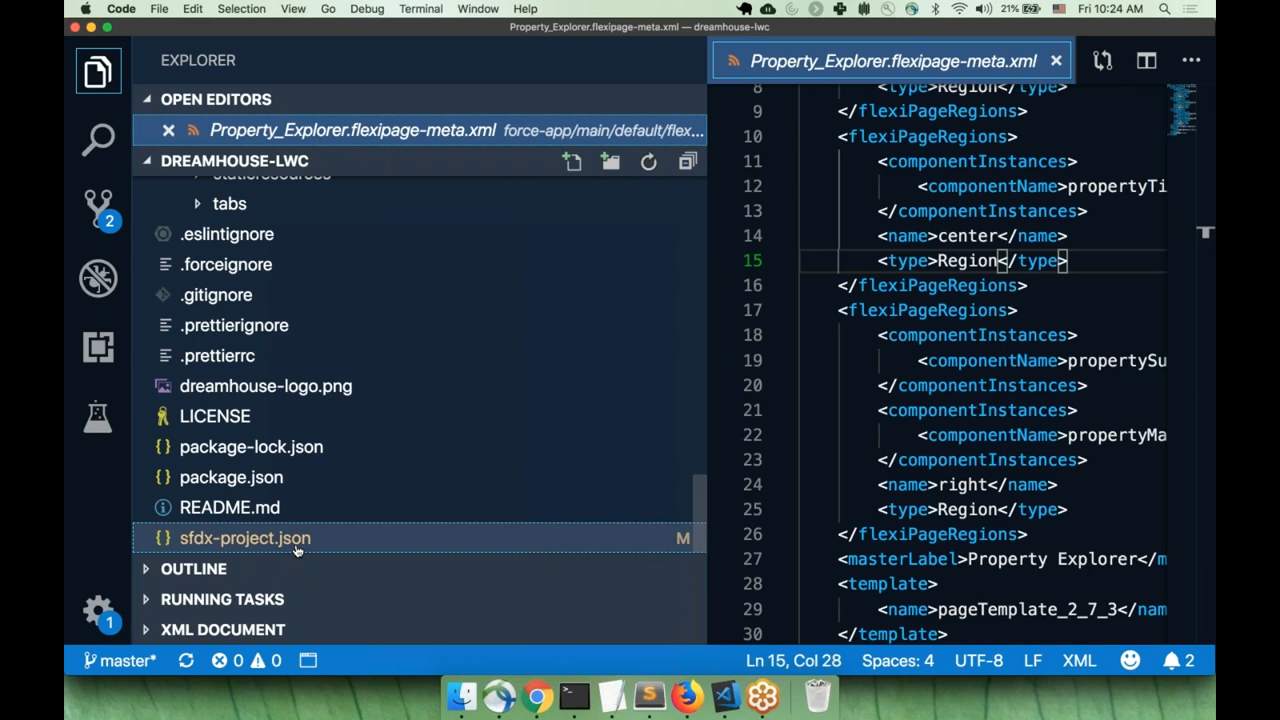 Code File Edit Selection View Go Debug Terminal Window Help 21% Fri 10:24 AM
Property_Explorer.flexipage-meta.xml — dreamhouse-lwc
EXPLORER
OPEN EDITORS
Property_Explorer.flexipage-meta.xml force-app/main/default/flex...
DREAMHOUSE-LWC
staticresources
tabs
.eslintignore
.forceignore
.gitignore
.prettierignore
.prettierrc
dreamhouse-logo.png
LICENSE
package-lock.json
package.json
README.md
sfdx-project.json M
OUTLINE
RUNNING TASKS
XML DOCUMENT
2
1
Property_Explorer.flexipage-meta.xml
8 <type>Region</type>
9 </flexiPageRegions>
10 <flexiPageRegions>
11 <componentInstances>
12 <componentName>propertyTi
13 </componentInstances>
14 <name>center</name>
15 <type>Region</type>
16 </flexiPageRegions>
17 <flexiPageRegions>
18 <componentInstances>
19 <componentName>propertySu
20 </componentInstances>
21 <componentInstances>
22 <componentName>propertyMa
23 </componentInstances>
24 <name>right</name>
25 <type>Region</type>
26 </flexiPageRegions>
27 <masterLabel>Property Explorer</m
28 <template>
29 <name>pageTemplate_2_7_3</nam
30 </template>
master* 0 0 Ln 15, Col 28 Spaces: 4 UTF-8 LF XML 2